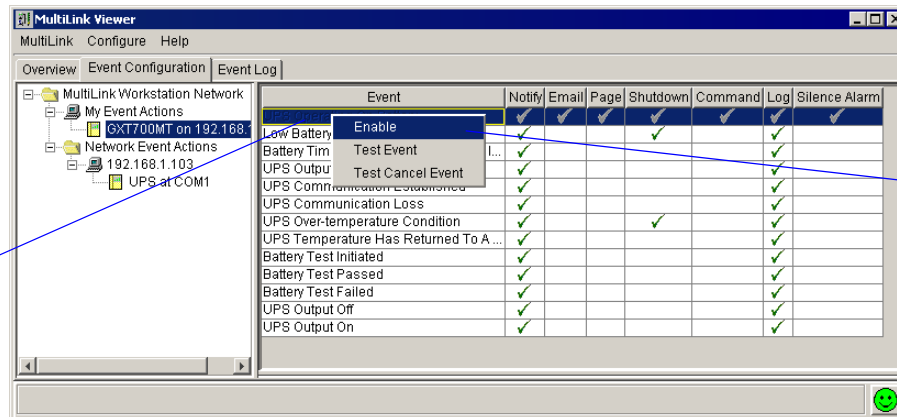 MultiLink Viewer
MultiLink Configure Help
Overview Event Configuration Event Log
MultiLink Workstation Network
My Event Actions
GXT700MT on 192.168.
Network Event Actions
192.168.1.103
UPS at COM1
Event Notify Email Page Shutdown Command Log Silence Alarm
Low Battery
Battery Tim
UPS Output
UPS Communication Established
UPS Communication Loss
UPS Over-temperature Condition
UPS Temperature Has Returned To A ...
Battery Test Initiated
Battery Test Passed
Battery Test Failed
UPS Output Off
UPS Output On
Enable
Test Event
Test Cancel Event